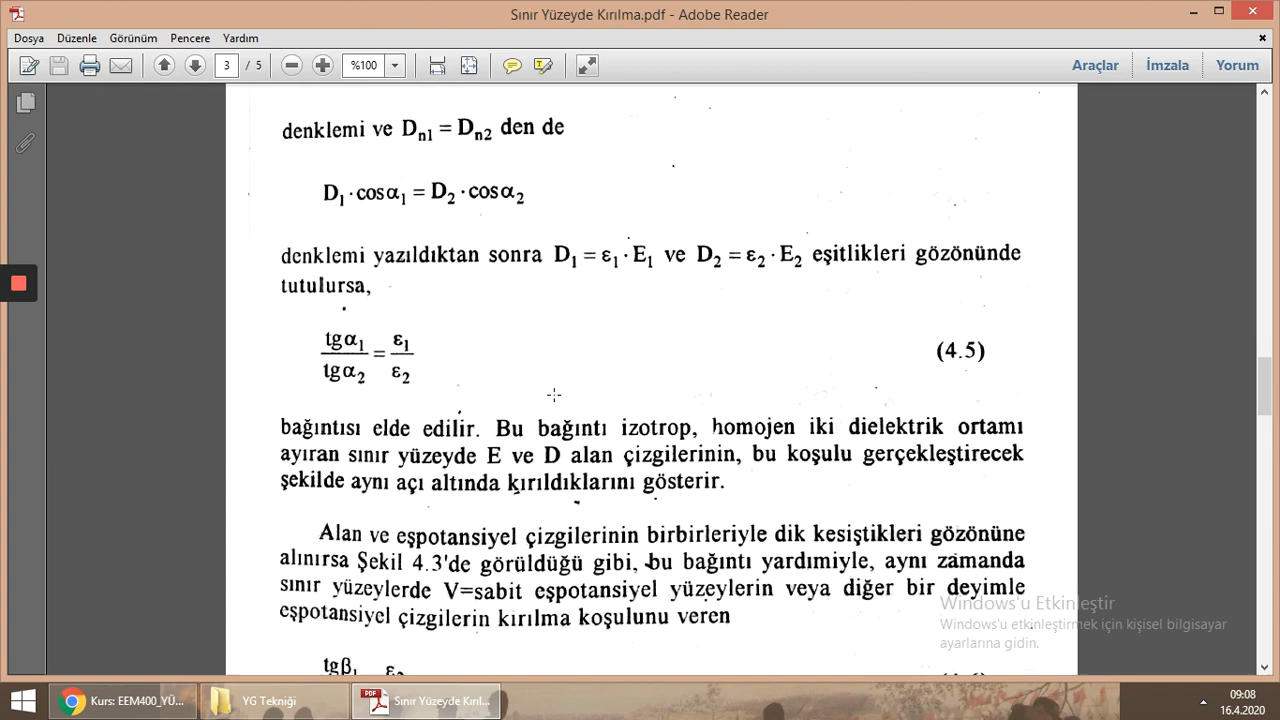 Sınır Yüzeyde Kırılma.pdf - Adobe Reader
Dosya Düzenle Görünüm Pencere Yardım
3 / 5 %100 Araçlar İmzala Yorum
denklemi ve Dn1 = Dn2 den de
D1 · cosα1 = D2 · cosα2
denklemi yazıldıktan sonra D1 = ε1 · E1 ve D2 = ε2 · E2 eşitlikleri gözönünde
tutulursa,
tgα1 / tgα2 = ε1 / ε2 (4.5)
bağıntısı elde edilir. Bu bağıntı izotrop, homojen iki dielektrik ortamı
ayıran sınır yüzeyde E ve D alan çizgilerinin, bu koşulu gerçekleştirecek
şekilde aynı açı altında kırıldıklarını gösterir.
Alan ve eşpotansiyel çizgilerinin birbirleriyle dik kesiştikleri gözönüne
alınırsa Şekil 4.3'de görüldüğü gibi, bu bağıntı yardımiyle, aynı zamanda
sınır yüzeylerde V=sabit eşpotansiyel yüzeylerin veya diğer bir deyimle
eşpotansiyel çizgilerin kırılma koşulunu veren
tgβ1 ε2
Windows'u Etkinleştir
Windows'u etkinleştirmek için kişisel bilgisayar
ayarlarına gidin.
Kurs: EEM400_YÜ... YG Tekniği Sınır Yüzeyde Kırıl...
09:08
16.4.2020